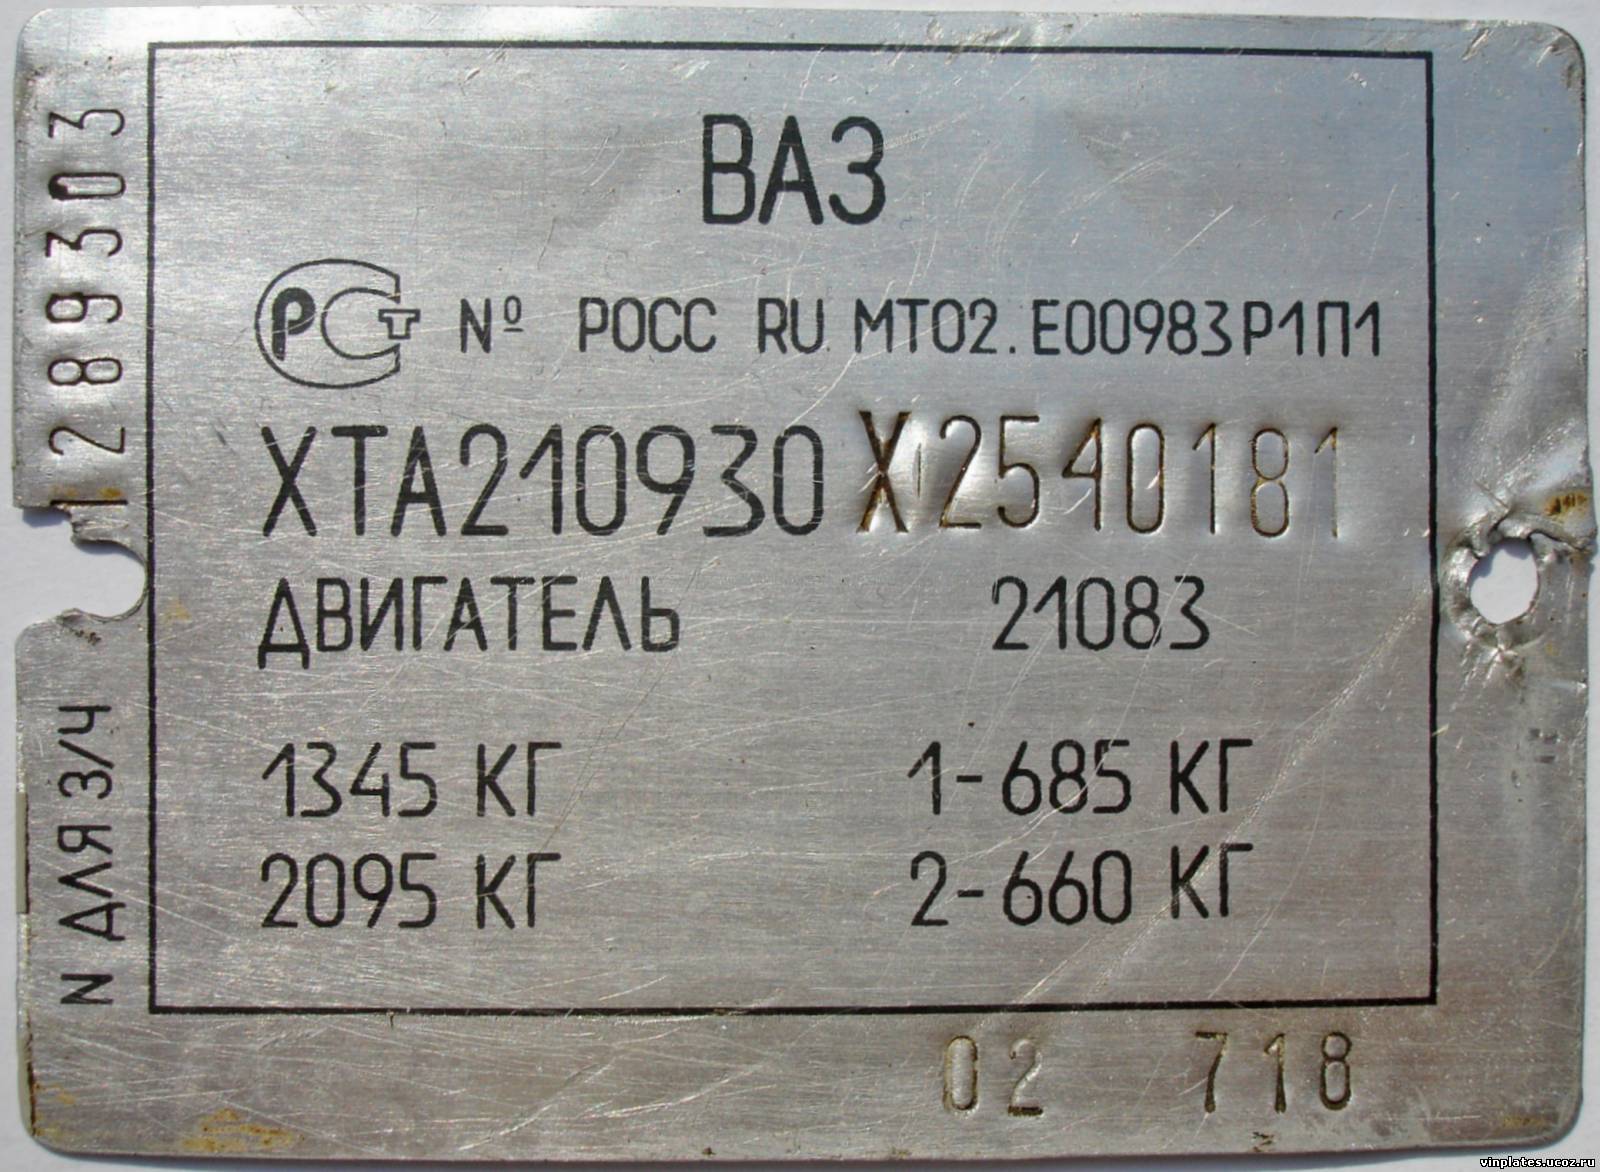 ВАЗ
РСТ № РОСС RU.МТ02.Е00983Р1П1
ХТА210930 Х2540181
ДВИГАТЕЛЬ 21083
1345 КГ 1-685 КГ
2095 КГ 2-660 КГ
02 718
N ДЛЯ З/Ч 1289303
vinplates.ucoz.ru